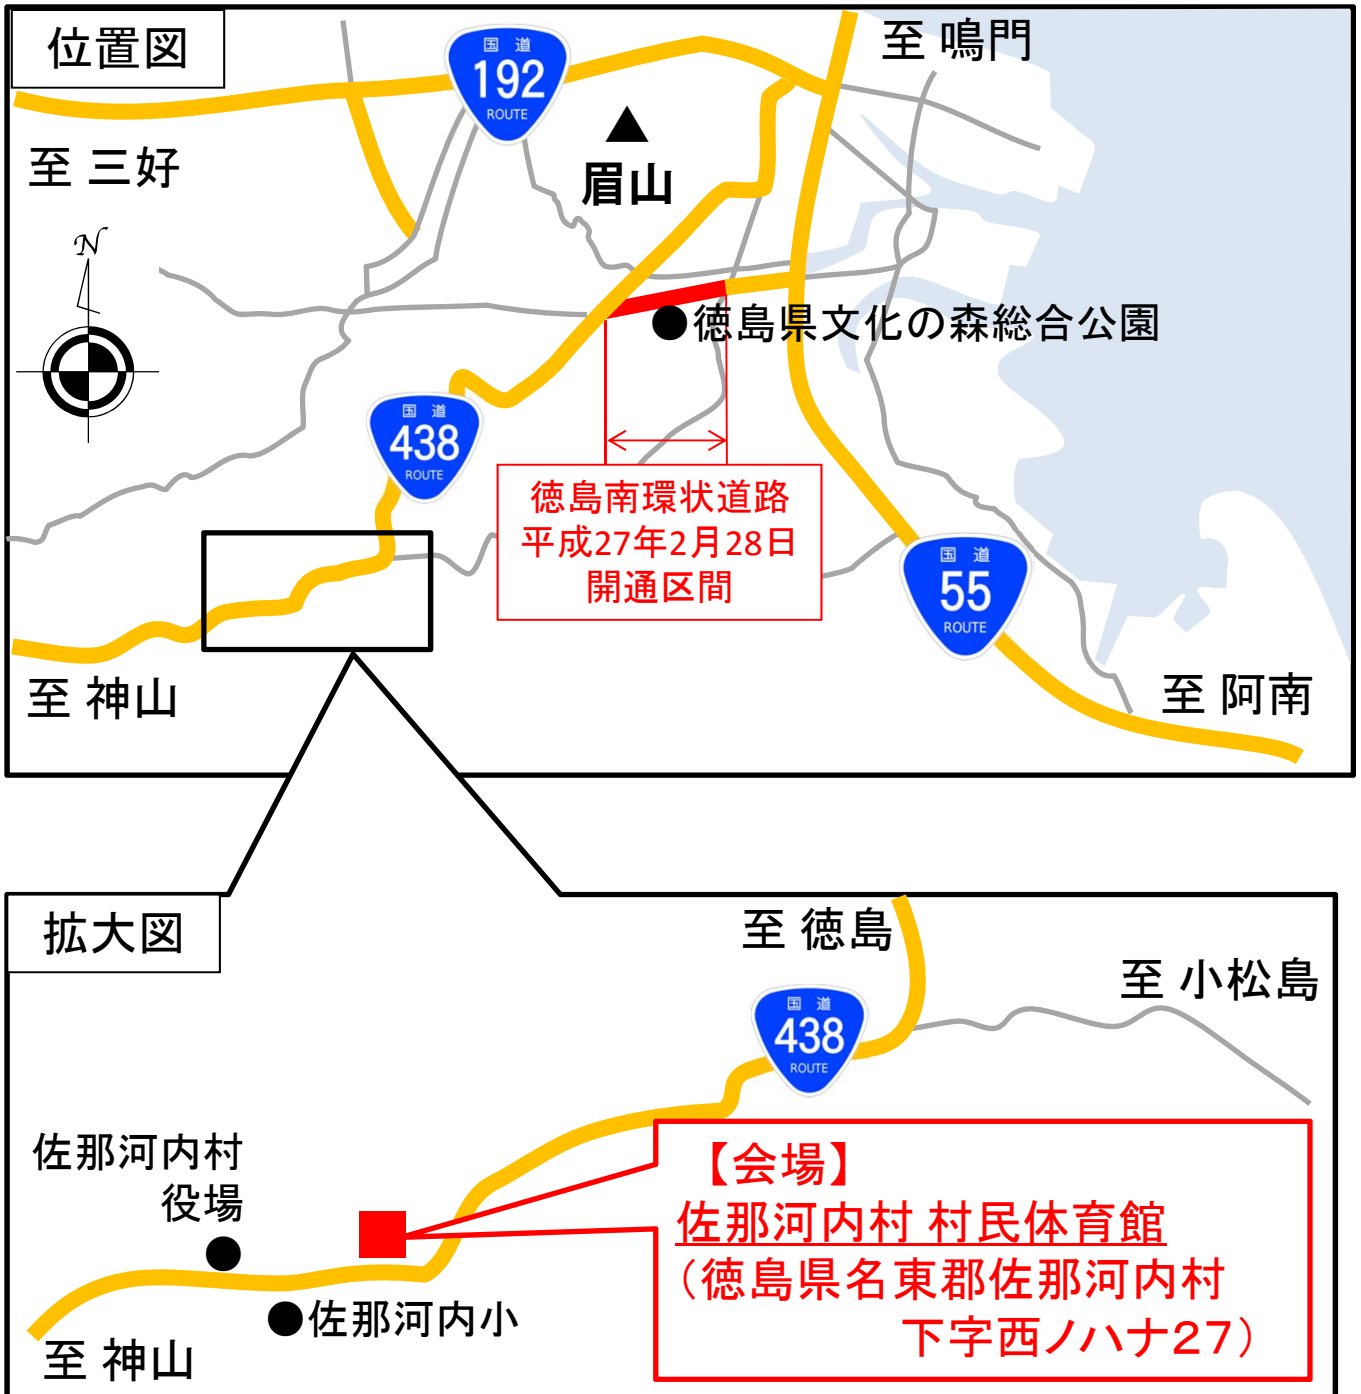 位置図
国道
192
ROUTE
至 鳴門
至 三好
眉山
N
徳島県文化の森総合公園
国道
438
ROUTE
徳島南環状道路
平成27年2月28日
開通区間
国道
55
ROUTE
至 神山
至 阿南
拡大図
至 徳島
至 小松島
国道
438
ROUTE
佐那河内村
役場
【会場】
佐那河内村 村民体育館
（徳島県名東郡佐那河内村
下字西ノハナ27）
佐那河内小
至 神山